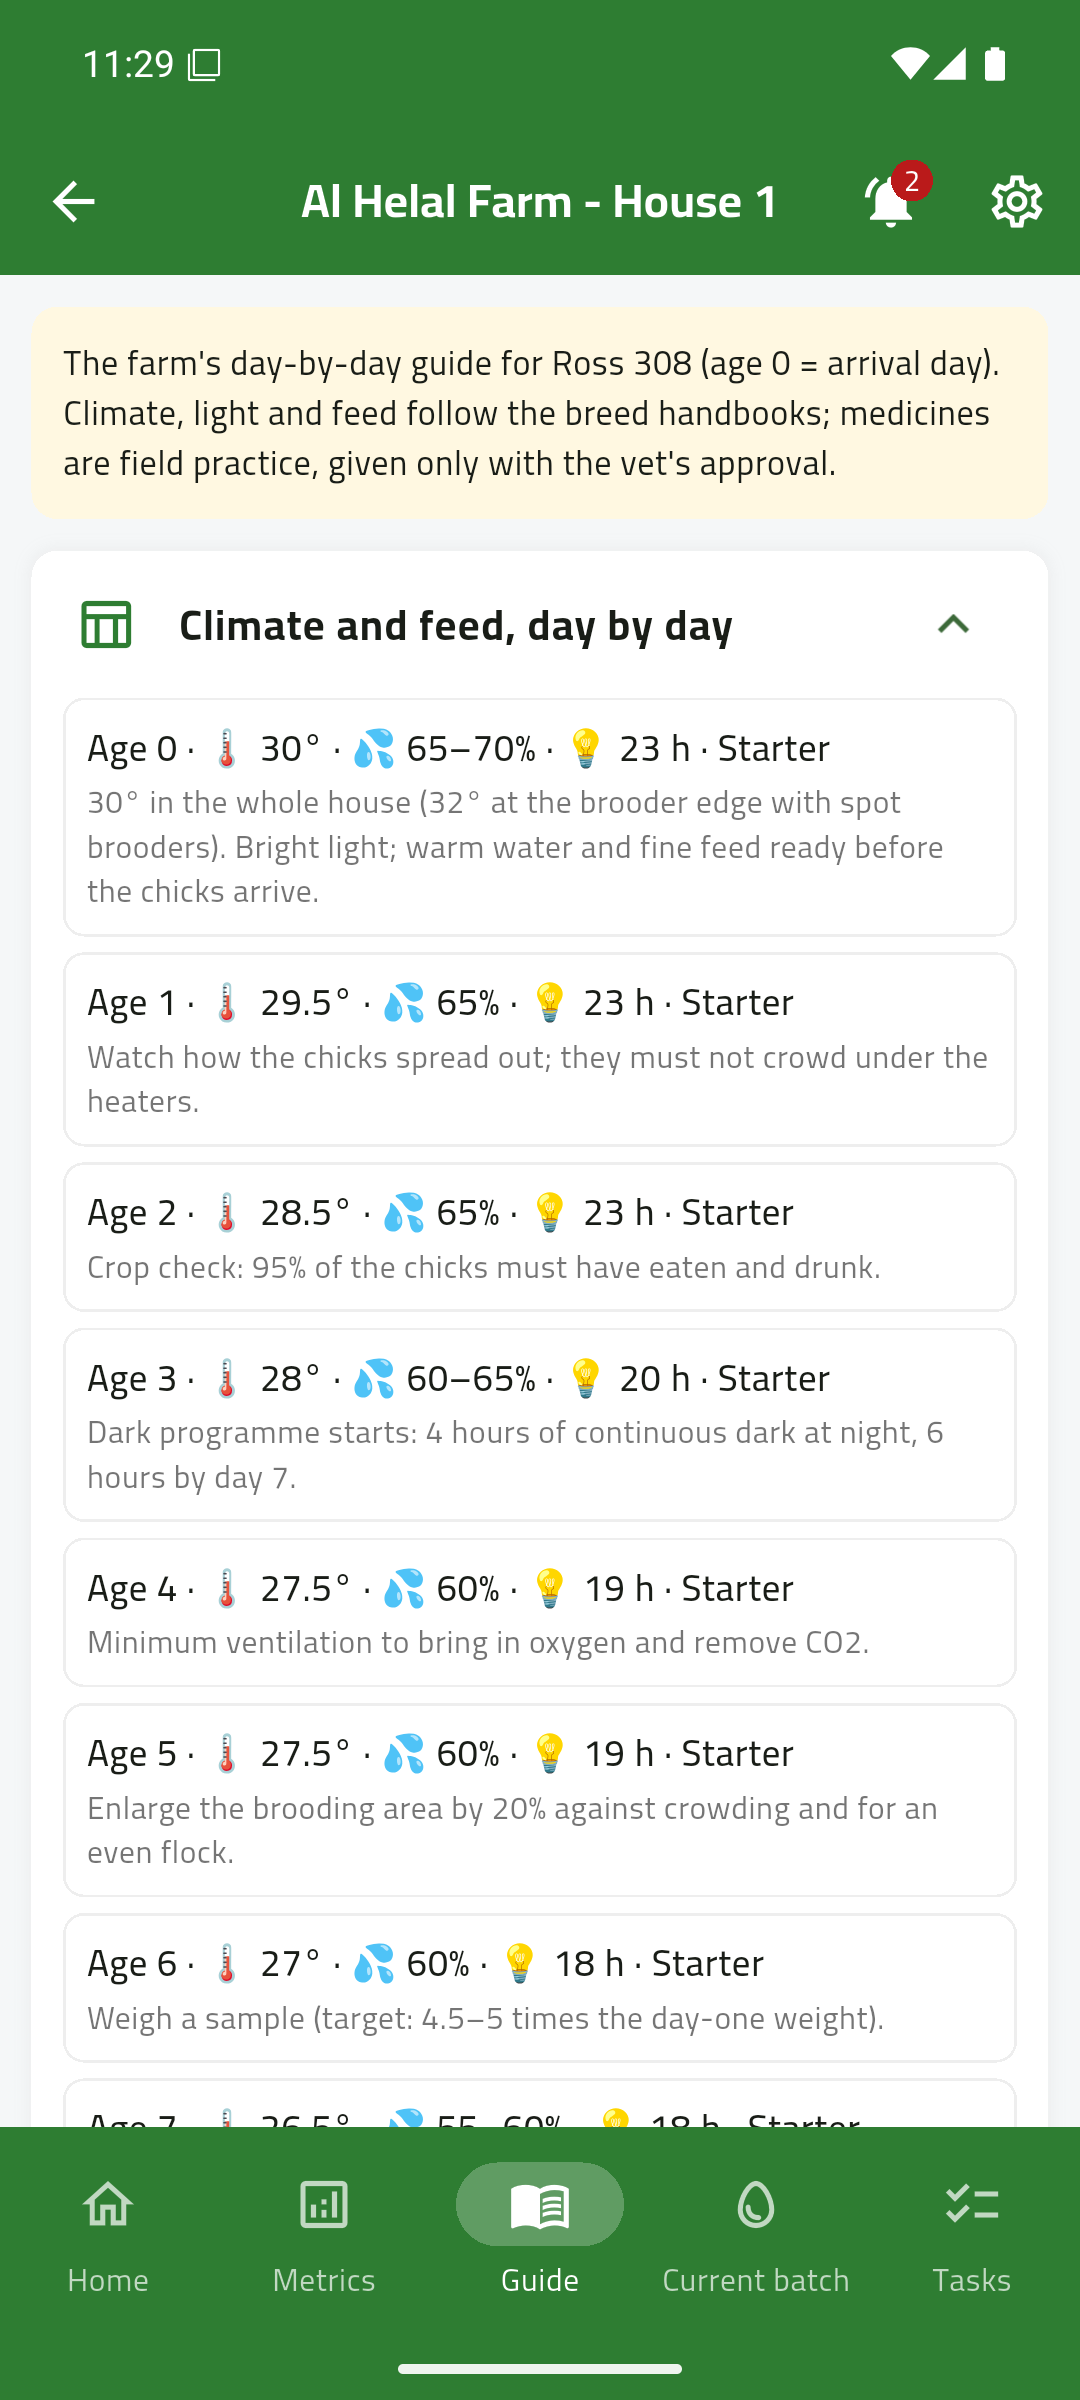 11:29
Al Helal Farm - House 1
2
The farm's day-by-day guide for Ross 308 (age 0 = arrival day).
Climate, light and feed follow the breed handbooks; medicines
are field practice, given only with the vet's approval.
Climate and feed, day by day
Age 0 · 🌡️ 30° · 💦 65–70% · 💡 23 h · Starter
30° in the whole house (32° at the brooder edge with spot
brooders). Bright light; warm water and fine feed ready before
the chicks arrive.
Age 1 · 🌡️ 29.5° · 💦 65% · 💡 23 h · Starter
Watch how the chicks spread out; they must not crowd under the
heaters.
Age 2 · 🌡️ 28.5° · 💦 65% · 💡 23 h · Starter
Crop check: 95% of the chicks must have eaten and drunk.
Age 3 · 🌡️ 28° · 💦 60–65% · 💡 20 h · Starter
Dark programme starts: 4 hours of continuous dark at night, 6
hours by day 7.
Age 4 · 🌡️ 27.5° · 💦 60% · 💡 19 h · Starter
Minimum ventilation to bring in oxygen and remove CO2.
Age 5 · 🌡️ 27.5° · 💦 60% · 💡 19 h · Starter
Enlarge the brooding area by 20% against crowding and for an
even flock.
Age 6 · 🌡️ 27° · 💦 60% · 💡 18 h · Starter
Weigh a sample (target: 4.5–5 times the day-one weight).
Age 7 · 🌡️ 26.5° · 💦 55–60% · 💡 18 h · Starter
Home
Metrics
Guide
Current batch
Tasks